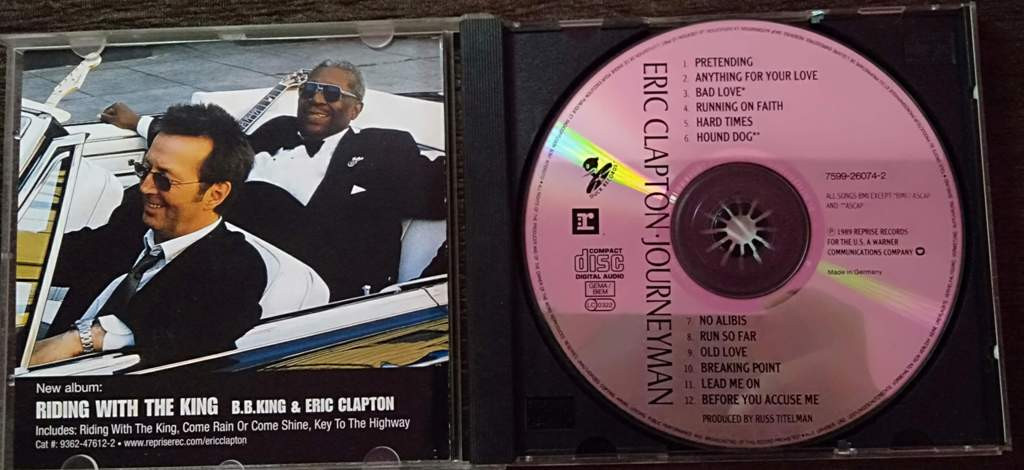 New album:
RIDING WITH THE KING B.B.KING & ERIC CLAPTON
Includes: Riding With The King, Come Rain Or Come Shine, Key To The Highway
Cat #: 9362-47612-2 • www.repriserec.com/ericclapton
ERIC CLAPTON·JOURNEYMAN
1. PRETENDING
2. ANYTHING FOR YOUR LOVE
3. BAD LOVE*
4. RUNNING ON FAITH
5. HARD TIMES
6. HOUND DOG**
DUCK RECORDS
COMPACT
disc
DIGITAL AUDIO
GEMA/
BIEM
LC 0322
7599-26074-2
ALL SONGS BMI EXCEPT *BMI/ASCAP
AND **ASCAP
℗ 1989 REPRISE RECORDS
FOR THE U.S. A WARNER
COMMUNICATIONS COMPANY
Made in Germany
7. NO ALIBIS
8. RUN SO FAR
9. OLD LOVE
10. BREAKING POINT
11. LEAD ME ON
12. BEFORE YOU ACCUSE ME
PRODUCED BY RUSS TITELMAN